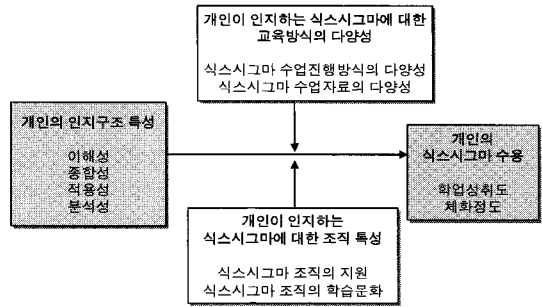 개인이 인지하는 식스시그마에 대한
교육방식의 다양성
식스시그마 수업진행방식의 다양성
식스시그마 수업자료의 다양성
개인의 인지구조 특성
이해성
종합성
적용성
분석성
개인의
식스시그마 수용
학업성취도
체화정도
개인이 인지하는
식스시그마에 대한 조직 특성
식스시그마 조직의 지원
식스시그마 조직의 학습문화